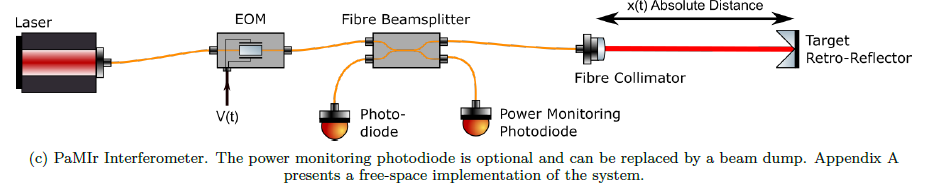 x(t) Absolute Distance
Laser
EOM
Fibre Beamsplitter
Target
Retro-Reflector
Fibre Collimator
V(t)
Photo-
diode
Power Monitoring
Photodiode
(c) PaMIr Interferometer. The power monitoring photodiode is optional and can be replaced by a beam dump. Appendix A
presents a free-space implementation of the system.